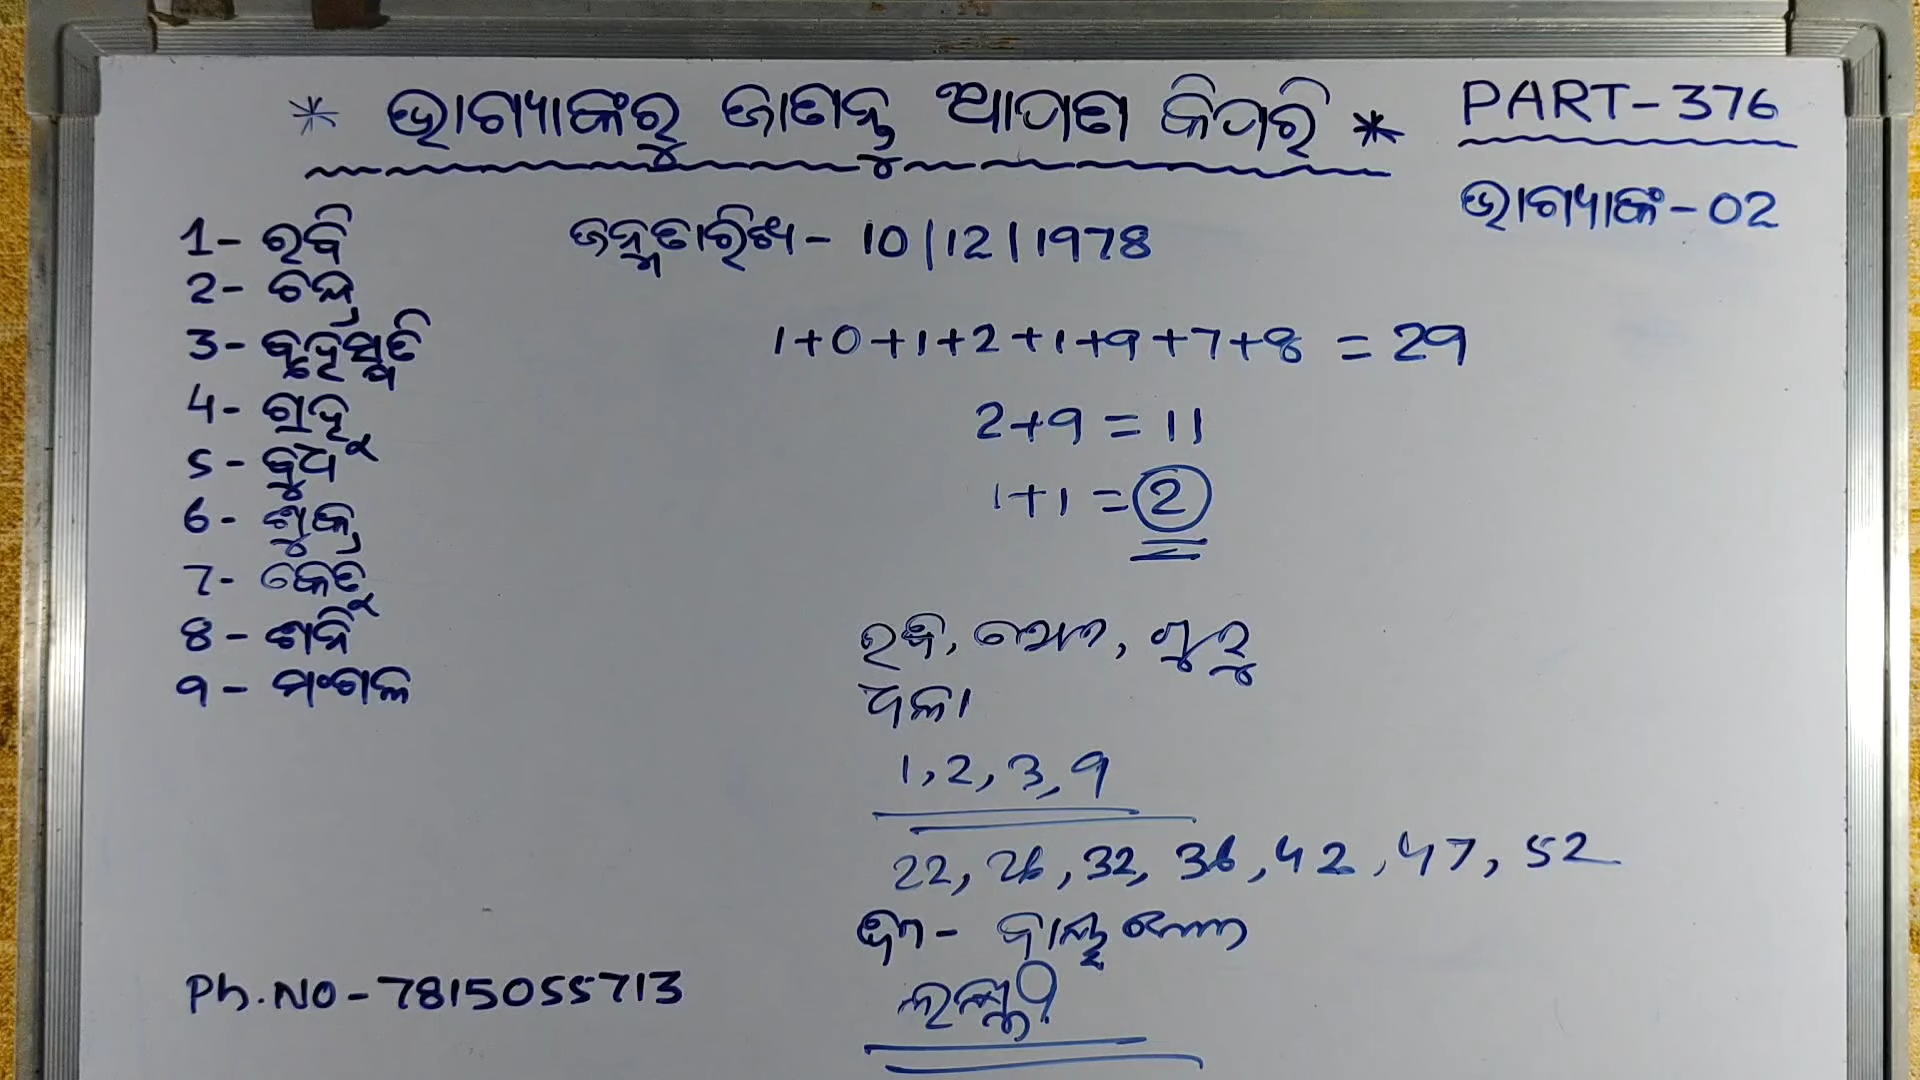 * ଭାଗ୍ୟାଙ୍କରୁ ଜାଣନ୍ତୁ ଆପଣ କିପରି *
PART-376
ଭାଗ୍ୟାଙ୍କ-02
ଜନ୍ମତାରିଖ - 10/12/1978
1- ରବି
2- ଚନ୍ଦ୍ର
3- ବୃହସ୍ପତି
4- ରାହୁ
5- ବୁଧ
6- ଶୁକ୍ର
7- କେତୁ
8- ଶନି
9- ମଂଗଳ
1+0+1+2+1+9+7+8 = 29
2+9 = 11
1+1 = 2
ରବି, ସୋମ, ଗୁରୁ
ଧଳା
1, 2, 3, 9
22, 26, 32, 36, 42, 47, 52
ଲକ୍ଷ୍ମୀ
Ph.NO-7815055713